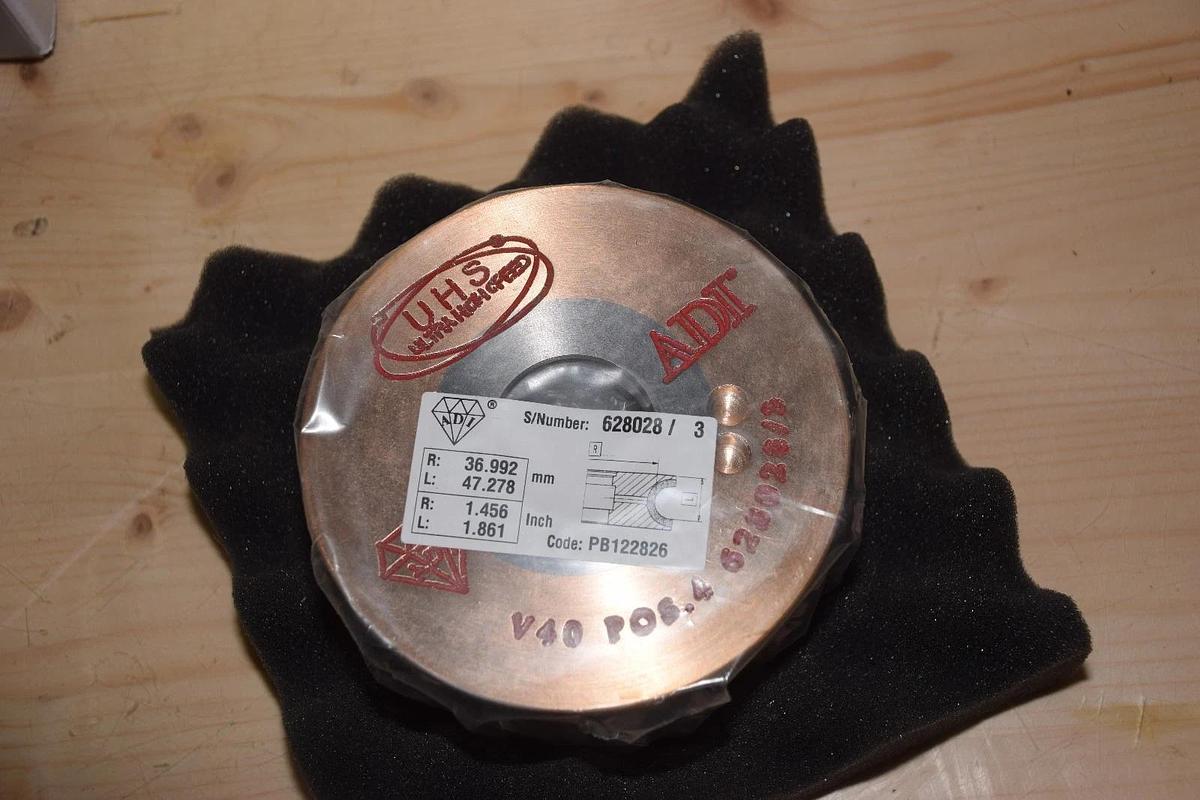 UHS
ULTRA HIGH SPEED
ADI®
ADI ®
S/Number: 628028 / 3
R: 36.992 mm
L: 47.278
R: 1.456 Inch
L: 1.861
R
L
Code: PB122826
V40 POS.4 628028/3